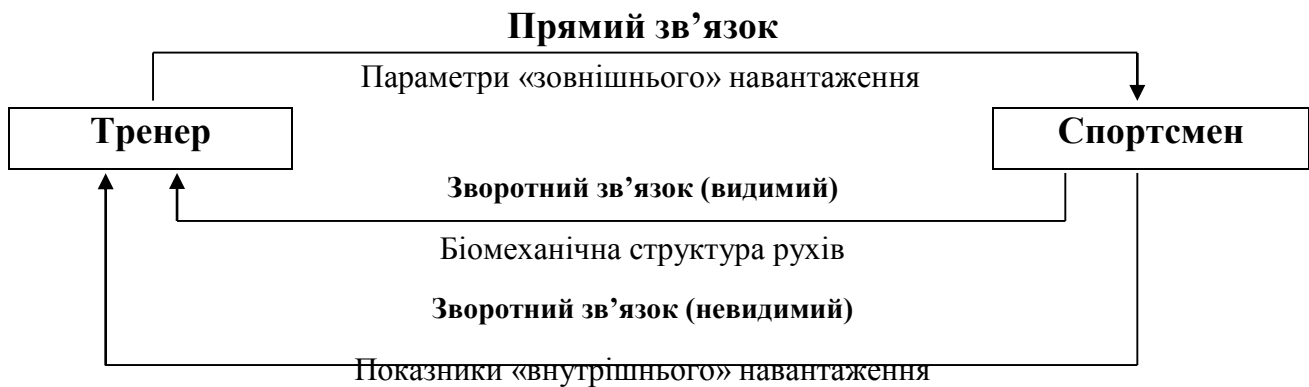 Прямий зв’язок
Параметри «зовнішнього» навантаження
Тренер
Спортсмен
Зворотний зв’язок (видимий)
Біомеханічна структура рухів
Зворотний зв’язок (невидимий)
Показники «внутрішнього» навантаження